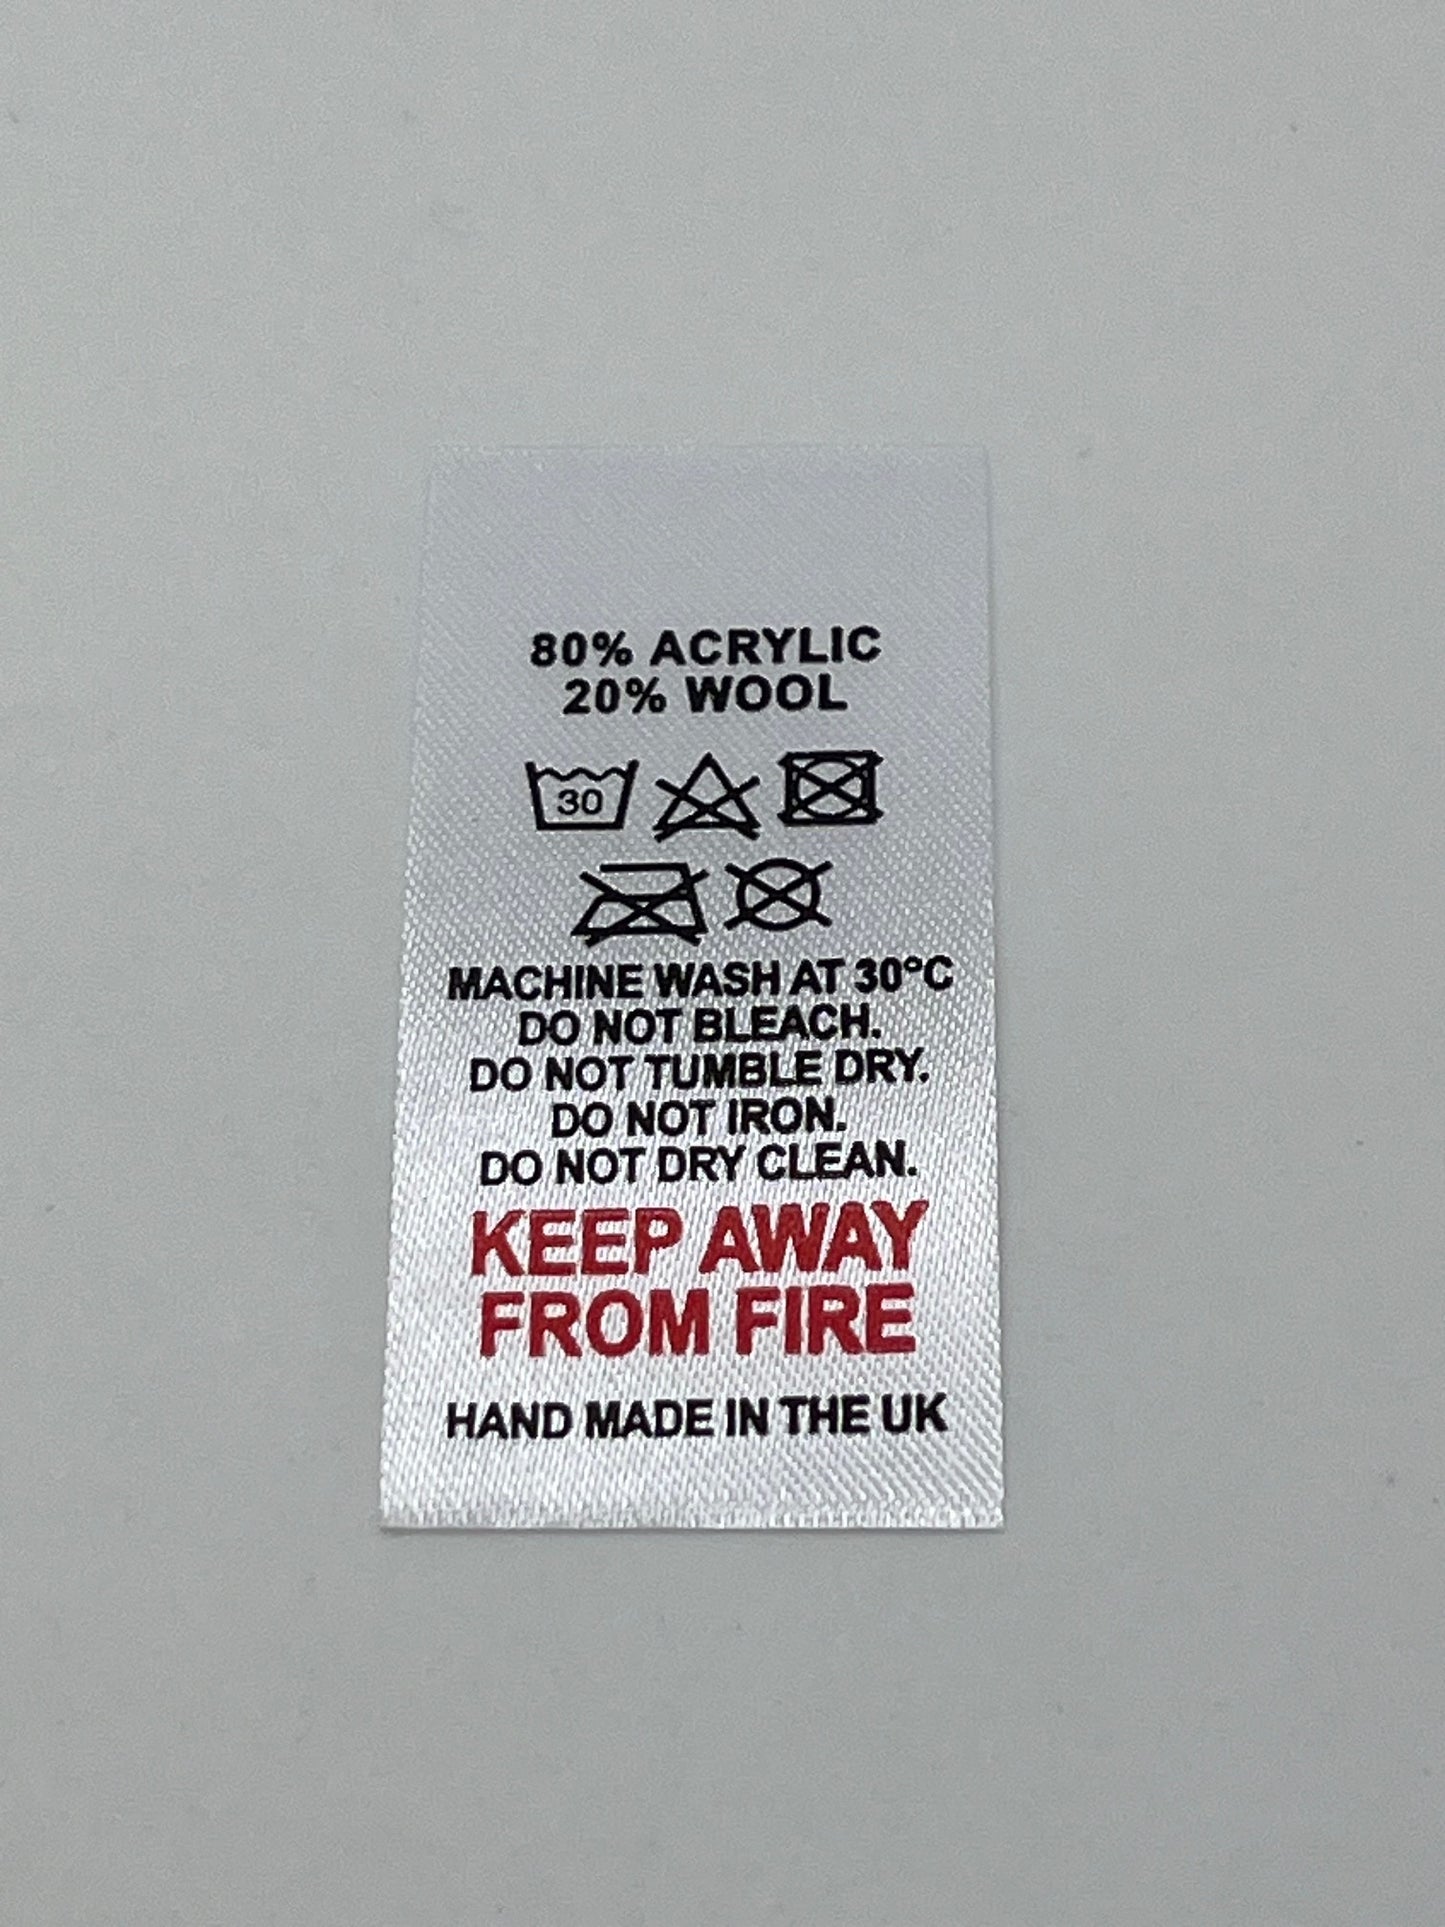 80% ACRYLIC
20% WOOL
30
MACHINE WASH AT 30°C
DO NOT BLEACH.
DO NOT TUMBLE DRY.
DO NOT IRON.
DO NOT DRY CLEAN.
KEEP AWAY
FROM FIRE
HAND MADE IN THE UK